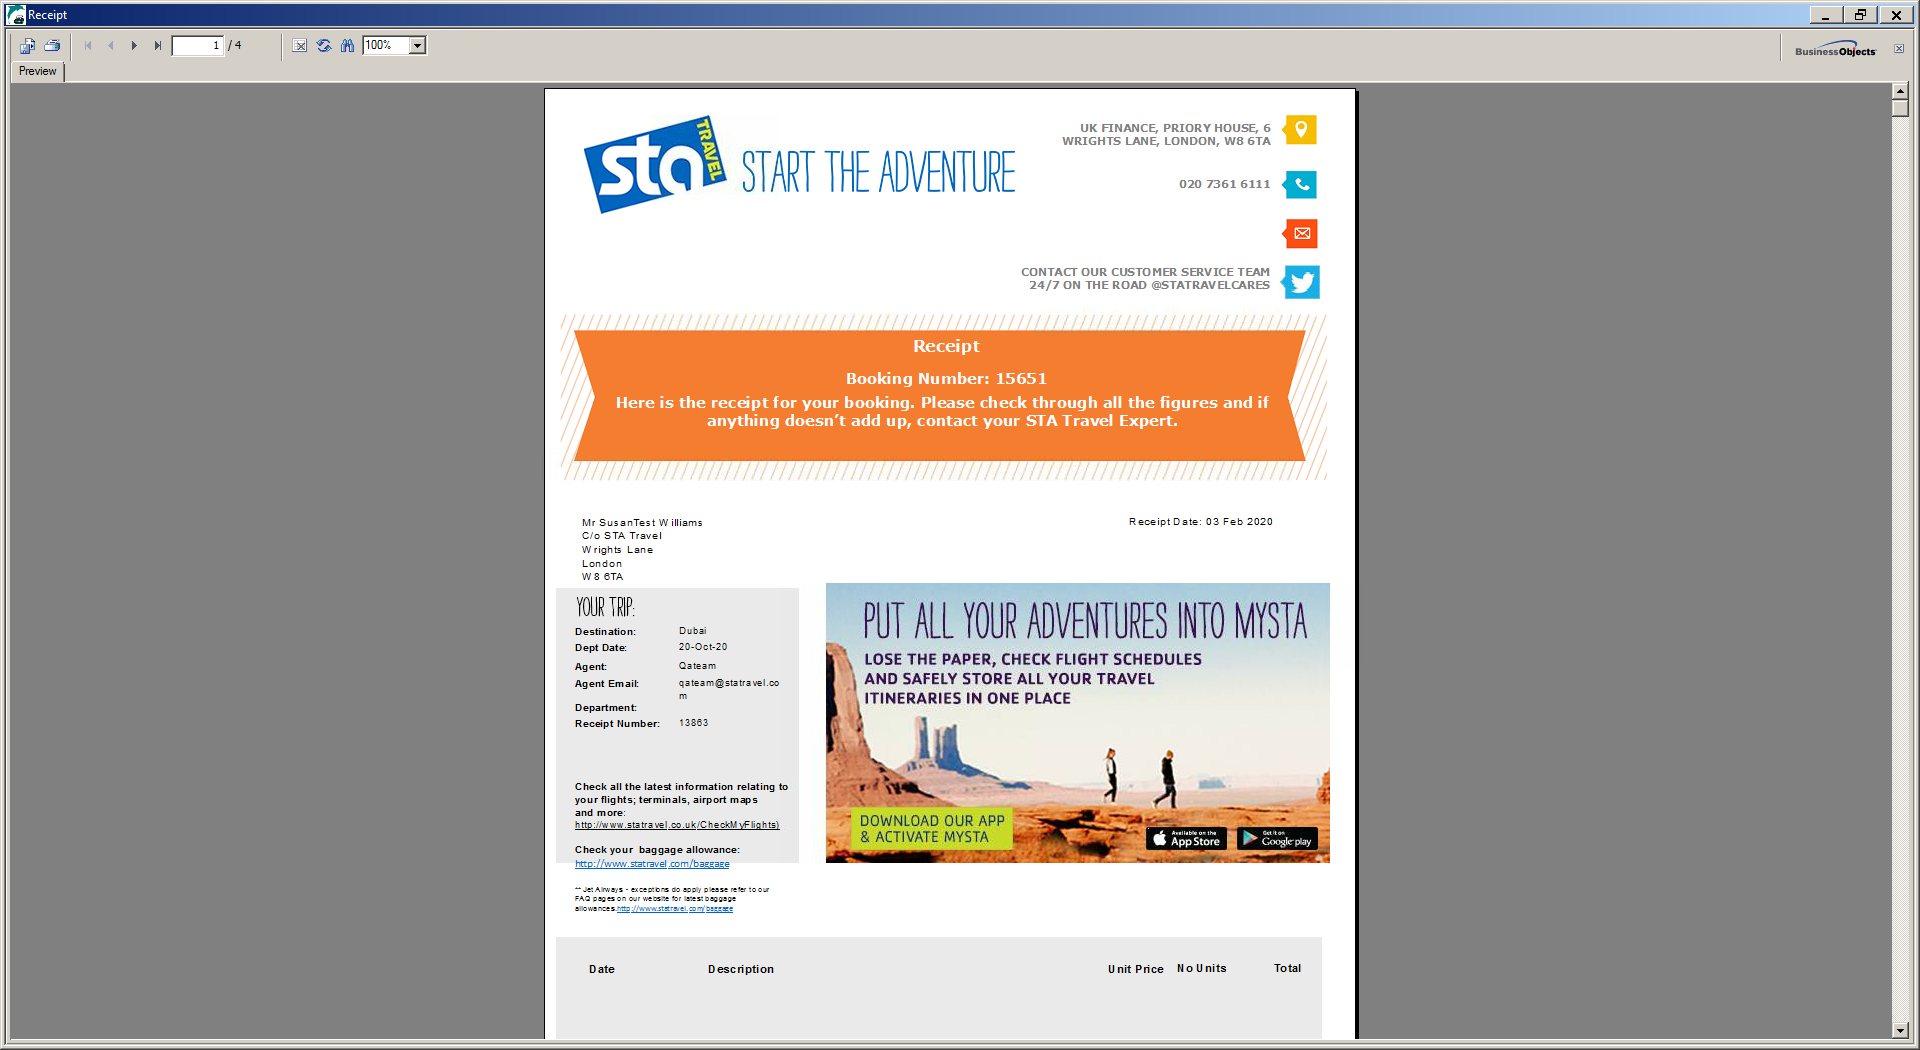 Receipt
1 / 4
100%
BusinessObjects
Preview
sta TRAVEL
START THE ADVENTURE
UK FINANCE, PRIORY HOUSE, 6
WRIGHTS LANE, LONDON, W8 6TA
020 7361 6111
CONTACT OUR CUSTOMER SERVICE TEAM
24/7 ON THE ROAD @STATRAVELCARES
Receipt
Booking Number: 15651
Here is the receipt for your booking. Please check through all the figures and if
anything doesn't add up, contact your STA Travel Expert.
Mr SusanTest Williams
C/o STA Travel
Wrights Lane
London
W8 6TA
Receipt Date: 03 Feb 2020
YOUR TRIP:
Destination: Dubai
Dept Date: 20-Oct-20
Agent: Qateam
Agent Email: qateam@statravel.co
m
Department:
Receipt Number: 13863
Check all the latest information relating to
your flights; terminals, airport maps
and more:
http://www.statravel.co.uk/CheckMyFlights)
Check your baggage allowance:
http://www.statravel.com/baggage
** Jet Airways - exceptions do apply please refer to our
FAQ pages on our website for latest baggage
allowances.http://www.statravel.com/baggage
PUT ALL YOUR ADVENTURES INTO MYSTA
LOSE THE PAPER, CHECK FLIGHT SCHEDULES
AND SAFELY STORE ALL YOUR TRAVEL
ITINERARIES IN ONE PLACE
DOWNLOAD OUR APP
& ACTIVATE MYSTA
Available on the
App Store
Get it on
Google play
Date Description Unit Price No Units Total